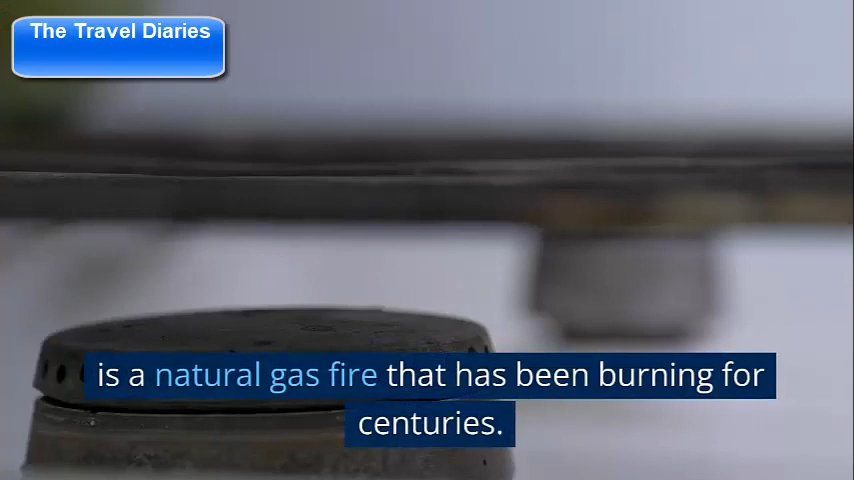 The Travel Diaries
is a natural gas fire that has been burning for
centuries.